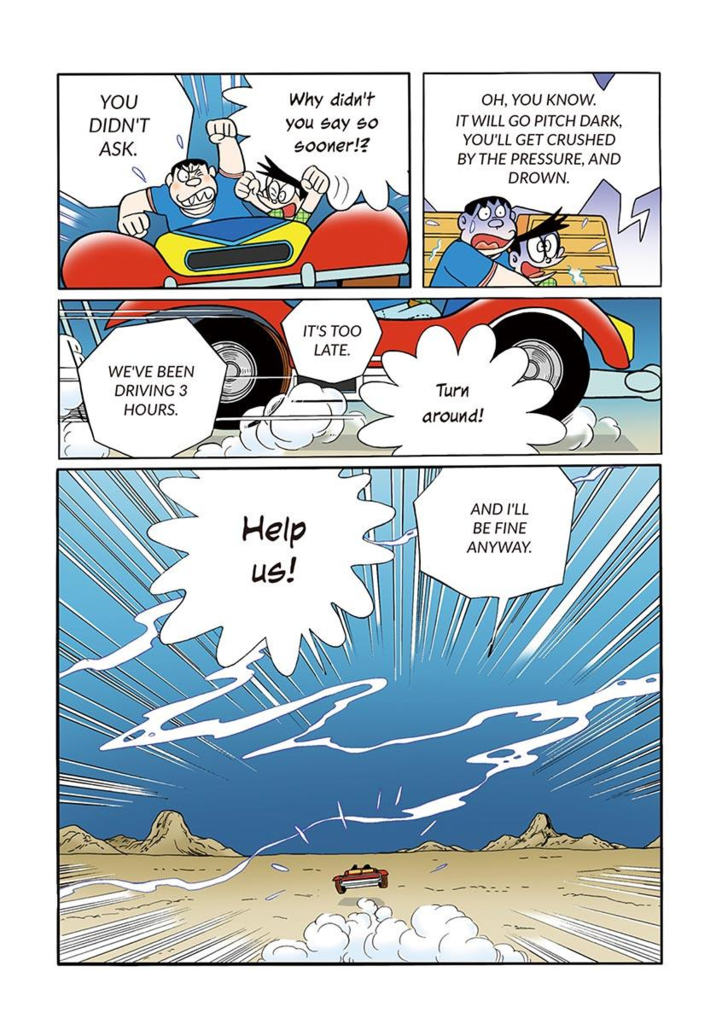 OH, YOU KNOW.
IT WILL GO PITCH DARK,
YOU'LL GET CRUSHED
BY THE PRESSURE, AND
DROWN.
Why didn't
you say so
sooner!?
YOU
DIDN'T
ASK.
Turn
around!
IT'S TOO
LATE.
WE'VE BEEN
DRIVING 3
HOURS.
AND I'LL
BE FINE
ANYWAY.
Help
us!